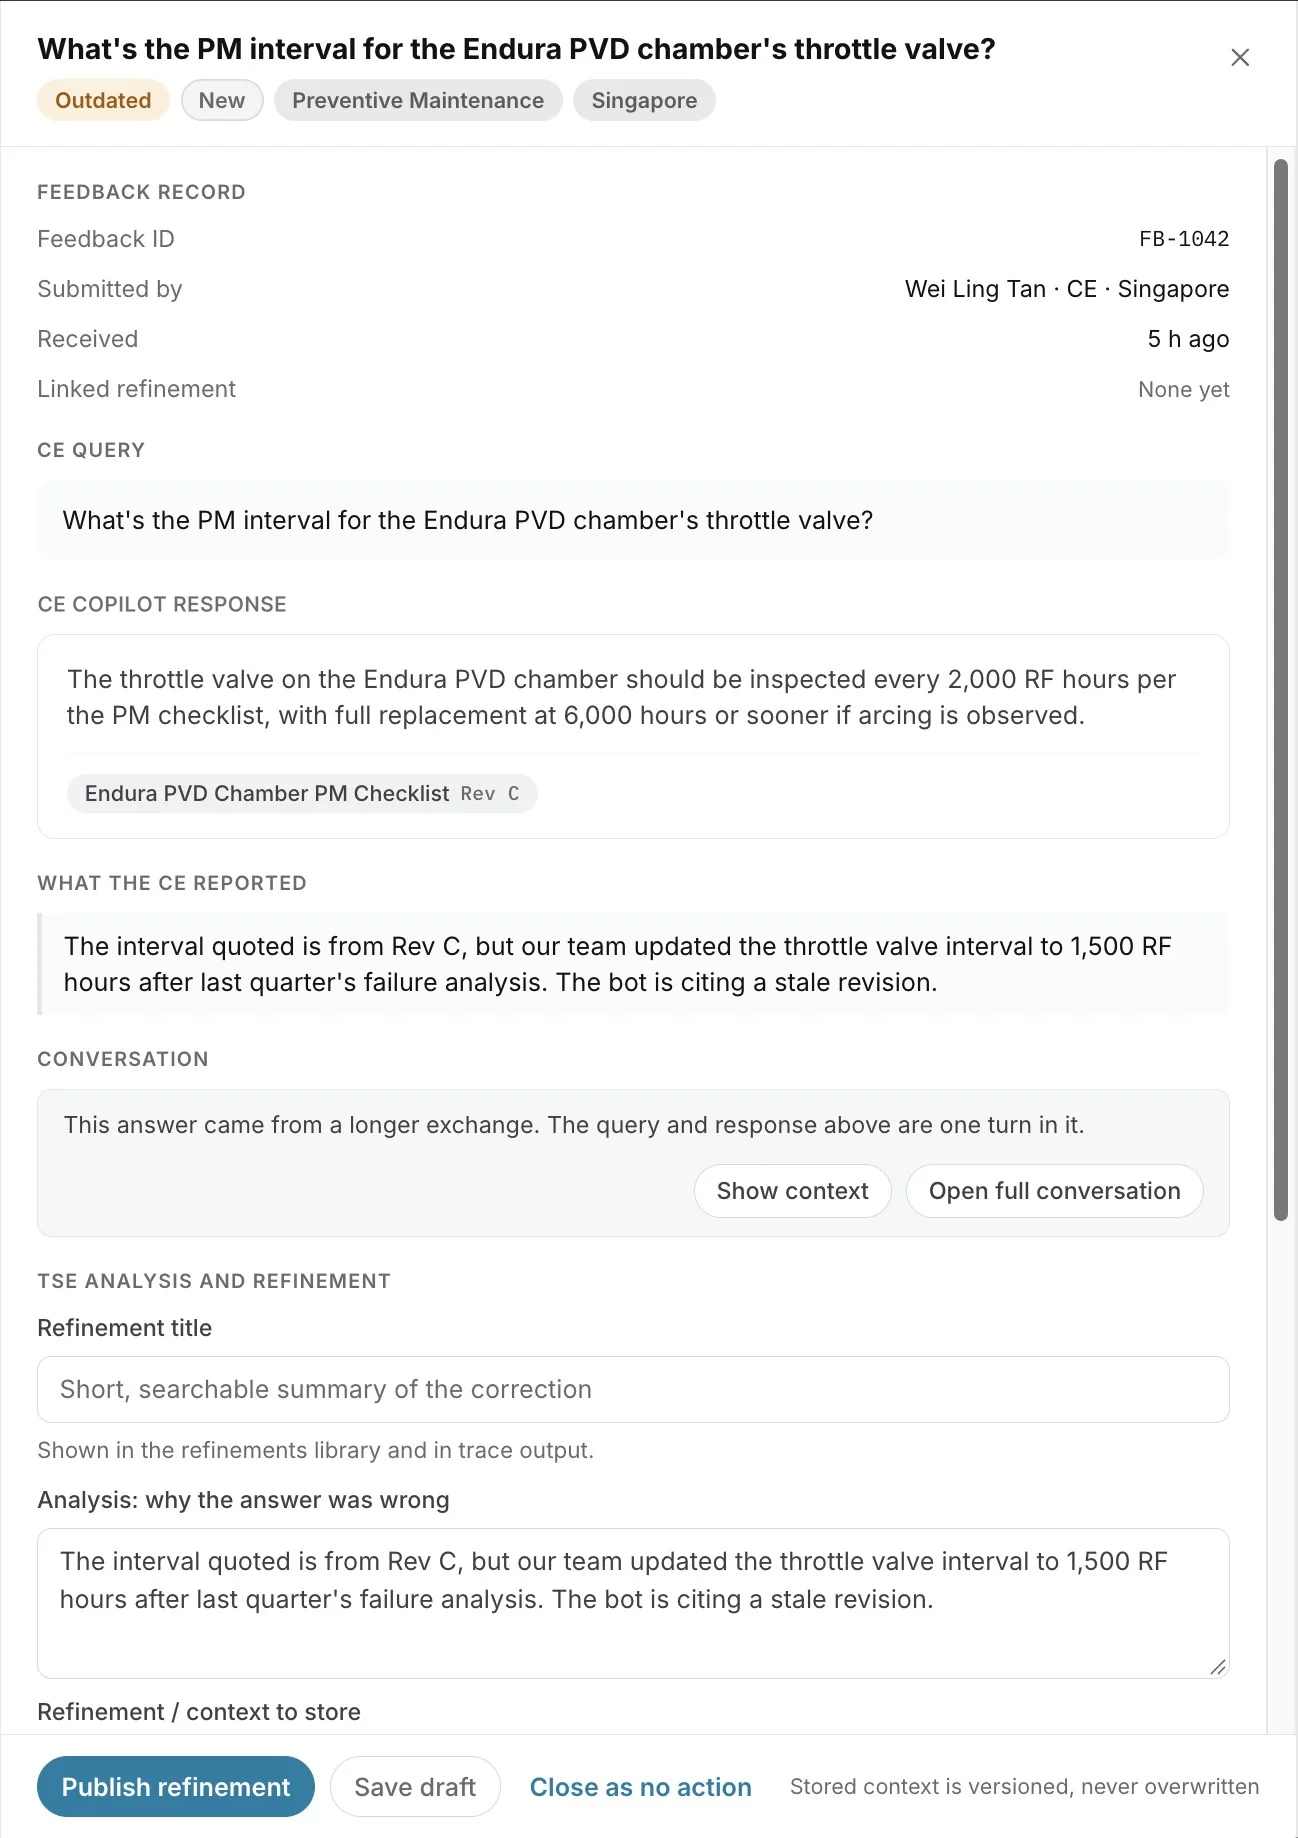 What's the PM interval for the Endura PVD chamber's throttle valve?
Outdated New Preventive Maintenance Singapore
FEEDBACK RECORD
Feedback ID FB-1042
Submitted by Wei Ling Tan · CE · Singapore
Received 5 h ago
Linked refinement None yet
CE QUERY
What's the PM interval for the Endura PVD chamber's throttle valve?
CE COPILOT RESPONSE
The throttle valve on the Endura PVD chamber should be inspected every 2,000 RF hours per
the PM checklist, with full replacement at 6,000 hours or sooner if arcing is observed.
Endura PVD Chamber PM Checklist Rev C
WHAT THE CE REPORTED
The interval quoted is from Rev C, but our team updated the throttle valve interval to 1,500 RF
hours after last quarter's failure analysis. The bot is citing a stale revision.
CONVERSATION
This answer came from a longer exchange. The query and response above are one turn in it.
Show context Open full conversation
TSE ANALYSIS AND REFINEMENT
Refinement title
Short, searchable summary of the correction
Shown in the refinements library and in trace output.
Analysis: why the answer was wrong
The interval quoted is from Rev C, but our team updated the throttle valve interval to 1,500 RF
hours after last quarter's failure analysis. The bot is citing a stale revision.
Refinement / context to store
Publish refinement Save draft Close as no action Stored context is versioned, never overwritten